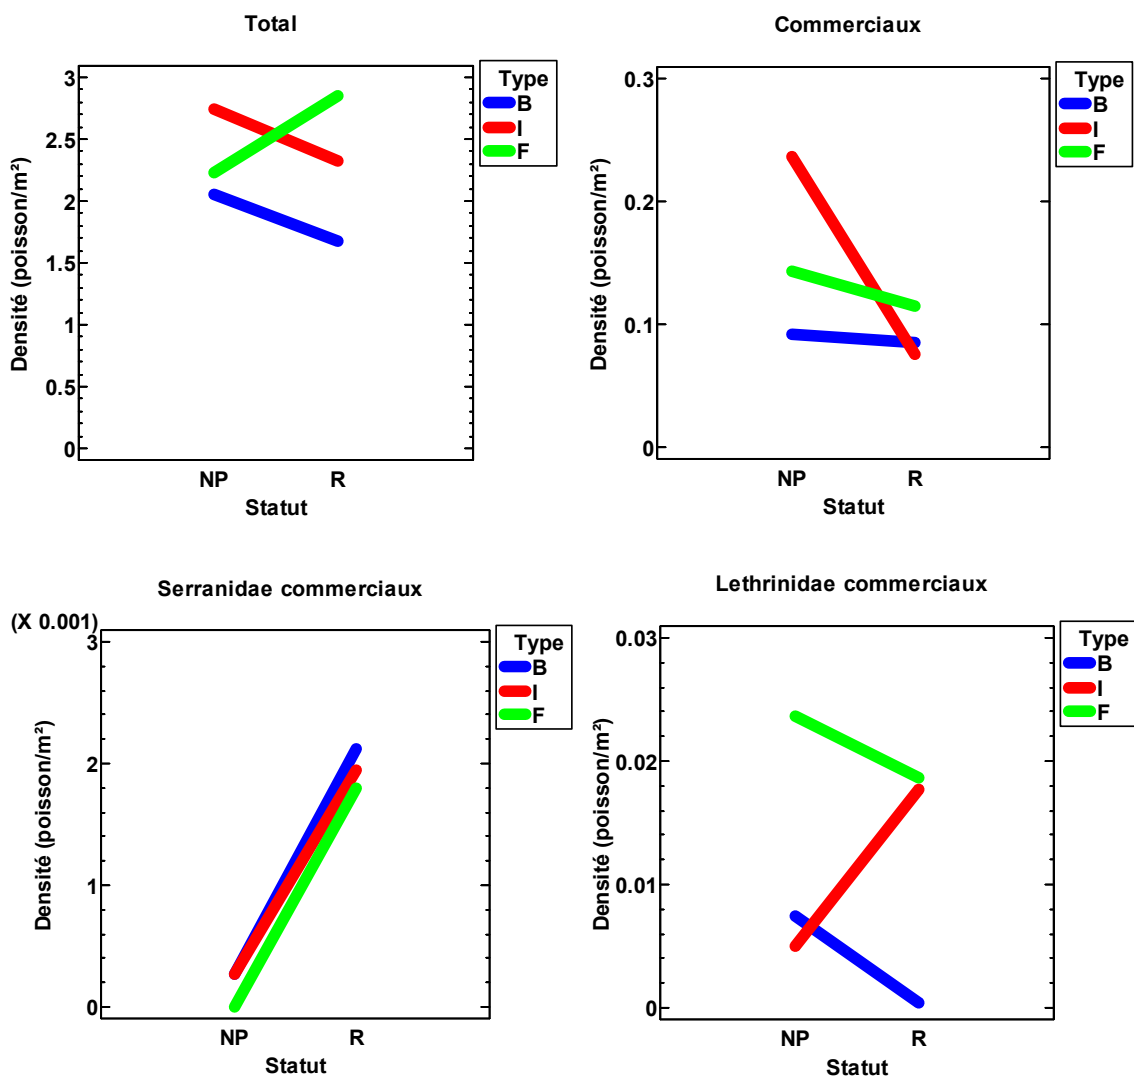 Total
Densité (poisson/m²)
3
2.5
2
1.5
1
0.5
0
NP R
Statut
Type
B
I
F
Commerciaux
Densité (poisson/m²)
0.3
0.2
0.1
0
NP R
Statut
Type
B
I
F
Serranidae commerciaux
(X 0.001)
Densité (poisson/m²)
3
2
1
0
NP R
Statut
Type
B
I
F
Lethrinidae commerciaux
Densité (poisson/m²)
0.03
0.02
0.01
0
NP R
Statut
Type
B
I
F